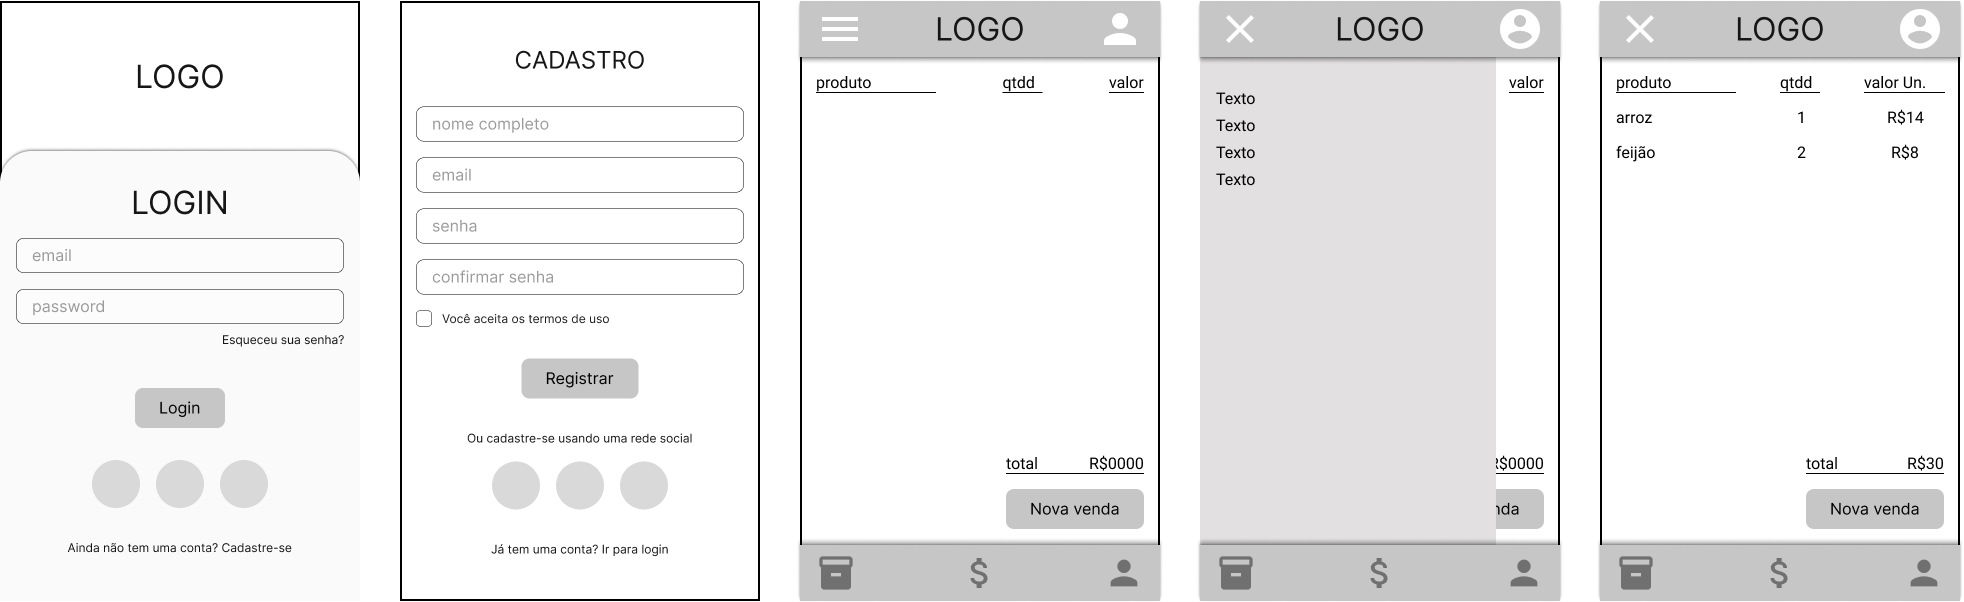 LOGO
LOGIN
email
password
Esqueceu sua senha?
Login
Ainda não tem uma conta? Cadastre-se
CADASTRO
nome completo
email
senha
confirmar senha
Você aceita os termos de uso
Registrar
Ou cadastre-se usando uma rede social
Já tem uma conta? Ir para login
LOGO
produto qtdd valor
total R$0000
Nova venda
$
LOGO
valor
Texto
Texto
Texto
Texto
R$0000
nda
$
LOGO
produto qtdd valor Un.
arroz 1 R$14
feijão 2 R$8
total R$30
Nova venda
$